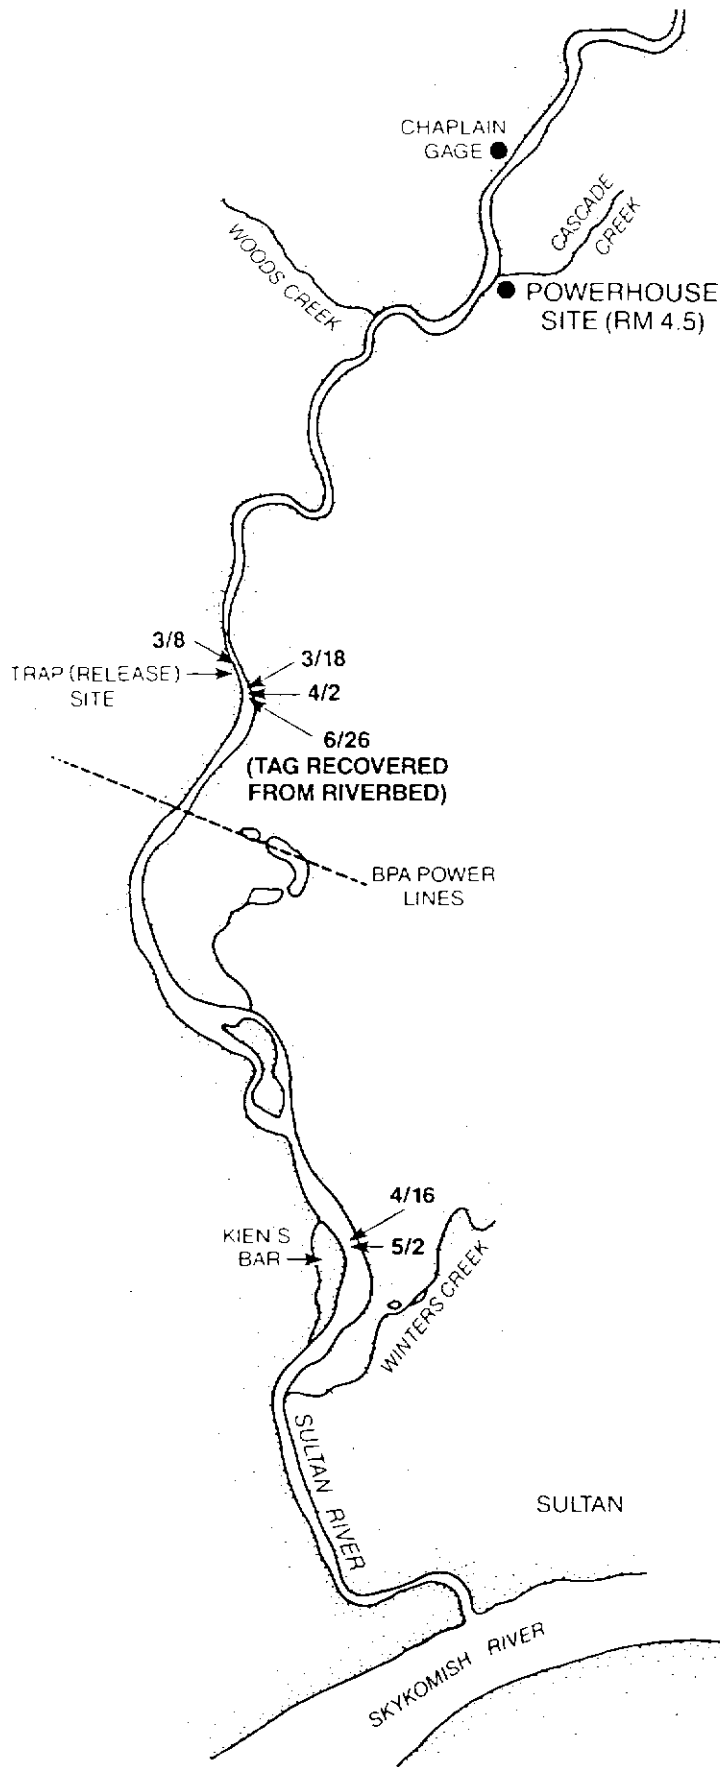 CHAPLAIN
GAGE
CASCADE
CREEK
WOODS CREEK
POWERHOUSE
SITE (RM 4.5)
3/8
3/18
TRAP (RELEASE)
SITE
4/2
6/26
(TAG RECOVERED
FROM RIVERBED)
BPA POWER
LINES
4/16
KIEN'S
BAR
5/2
WINTERS CREEK
SULTAN RIVER
SULTAN
SKYKOMISH RIVER